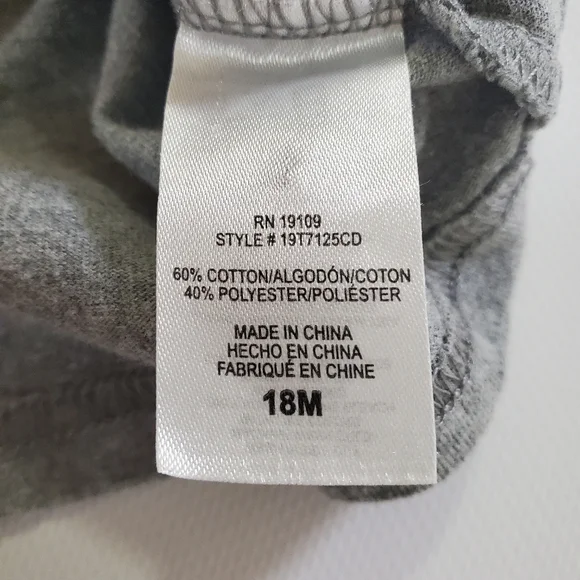 RN 19109
STYLE # 19T7125CD
60% COTTON/ALGODÓN/COTON
40% POLYESTER/POLIÉSTER
MADE IN CHINA
HECHO EN CHINA
FABRIQUÉ EN CHINE
18M